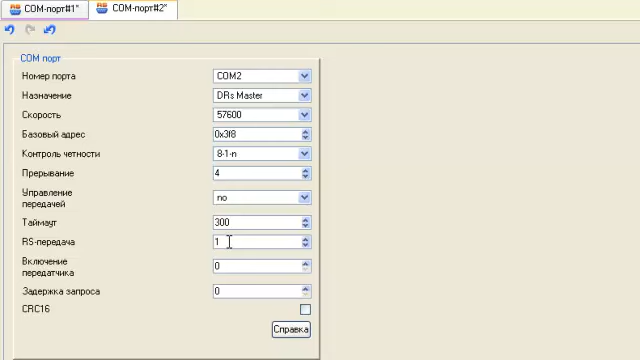 COM-порт#1*
COM-порт#2*
COM порт
Номер порта COM2
Назначение DRs Master
Скорость 57600
Базовый адрес 0x3f8
Контроль четности 8-1-n
Прерывание 4
Управление
передачей no
Таймаут 300
RS-передача 1
Включение
передатчика 0
Задержка запроса 0
CRC16
Справка